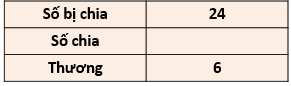 Số bị chia 24
Số chia
Thương 6